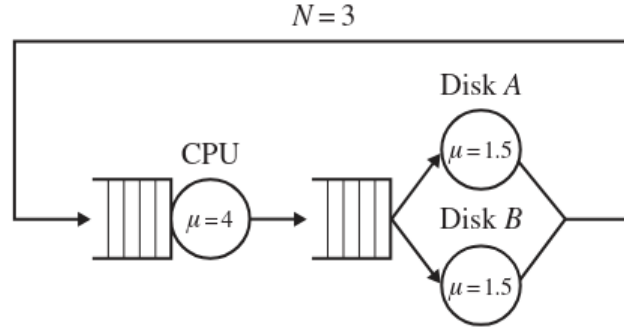 N = 3
Disk A
μ = 1.5
CPU
μ = 4
Disk B
μ = 1.5